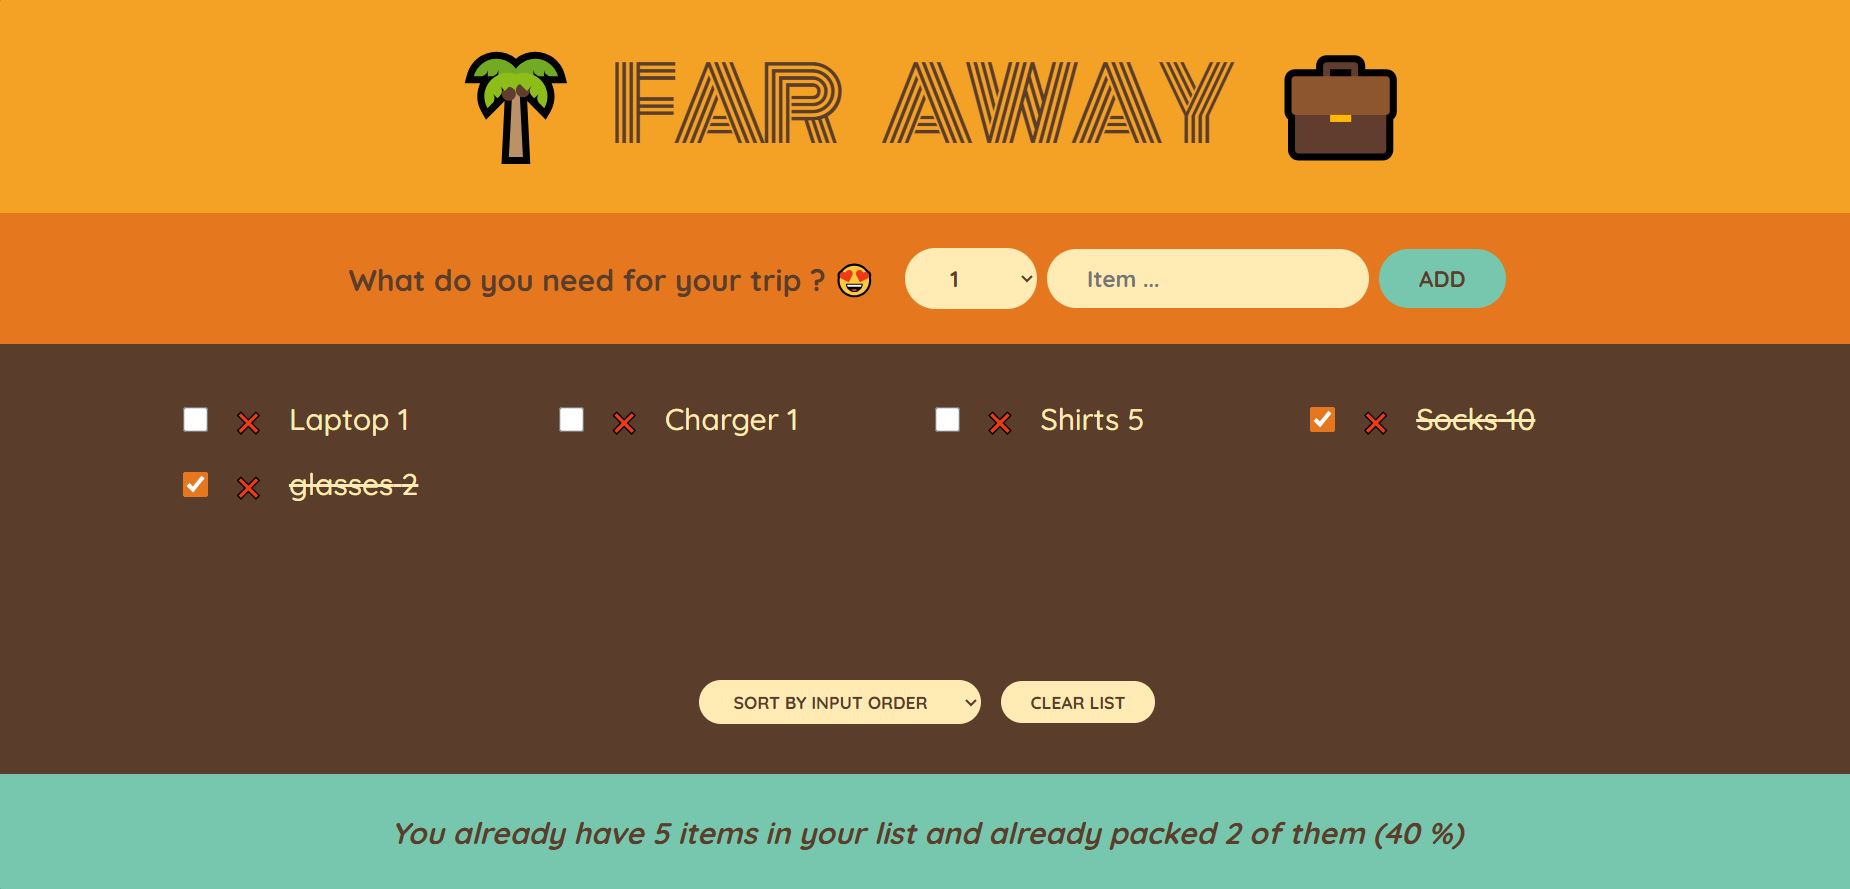 FAR AWAY
What do you need for your trip ? 😍 1 Item ... ADD
Laptop 1 Charger 1 Shirts 5 Socks 10
glasses 2
SORT BY INPUT ORDER CLEAR LIST
You already have 5 items in your list and already packed 2 of them (40 %)